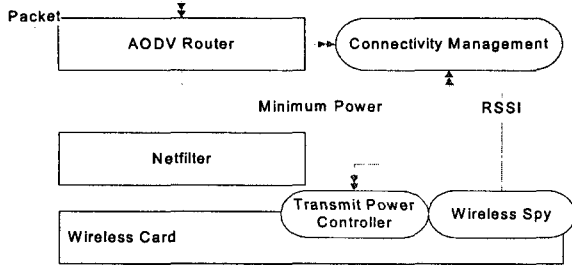 Packet
AODV Router
Connectivity Management
Minimum Power
RSSI
Netfilter
Transmit Power
Controller
Wireless Spy
Wireless Card